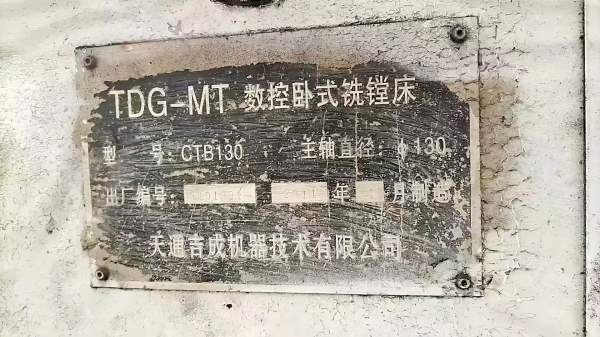 TDG-MT 数控卧式铣镗床
型 号: CTB130 主轴直径: φ130
出厂编号: 年 月制造
天通吉成机器技术有限公司